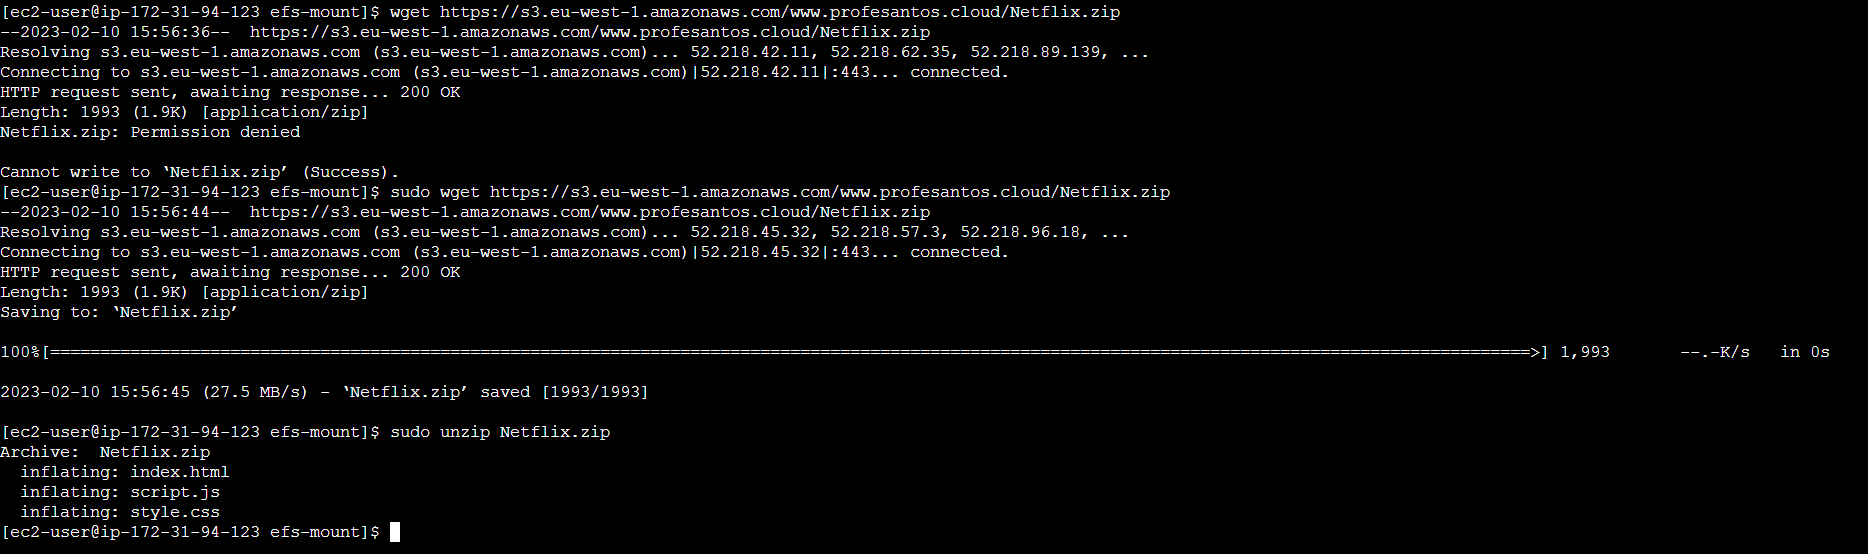 [ec2-user@ip-172-31-94-123 efs-mount]$ wget https://s3.eu-west-1.amazonaws.com/www.profesantos.cloud/Netflix.zip
--2023-02-10 15:56:36--  https://s3.eu-west-1.amazonaws.com/www.profesantos.cloud/Netflix.zip
Resolving s3.eu-west-1.amazonaws.com (s3.eu-west-1.amazonaws.com)... 52.218.42.11, 52.218.62.35, 52.218.89.139, ...
Connecting to s3.eu-west-1.amazonaws.com (s3.eu-west-1.amazonaws.com)|52.218.42.11|:443... connected.
HTTP request sent, awaiting response... 200 OK
Length: 1993 (1.9K) [application/zip]
Netflix.zip: Permission denied

Cannot write to ‘Netflix.zip’ (Success).
[ec2-user@ip-172-31-94-123 efs-mount]$ sudo wget https://s3.eu-west-1.amazonaws.com/www.profesantos.cloud/Netflix.zip
--2023-02-10 15:56:44--  https://s3.eu-west-1.amazonaws.com/www.profesantos.cloud/Netflix.zip
Resolving s3.eu-west-1.amazonaws.com (s3.eu-west-1.amazonaws.com)... 52.218.45.32, 52.218.57.3, 52.218.96.18, ...
Connecting to s3.eu-west-1.amazonaws.com (s3.eu-west-1.amazonaws.com)|52.218.45.32|:443... connected.
HTTP request sent, awaiting response... 200 OK
Length: 1993 (1.9K) [application/zip]
Saving to: ‘Netflix.zip’

100%[====================================================================================================================================================>] 1,993       --.-K/s   in 0s

2023-02-10 15:56:45 (27.5 MB/s) - ‘Netflix.zip’ saved [1993/1993]

[ec2-user@ip-172-31-94-123 efs-mount]$ sudo unzip Netflix.zip
Archive:  Netflix.zip
  inflating: index.html
  inflating: script.js
  inflating: style.css
[ec2-user@ip-172-31-94-123 efs-mount]$